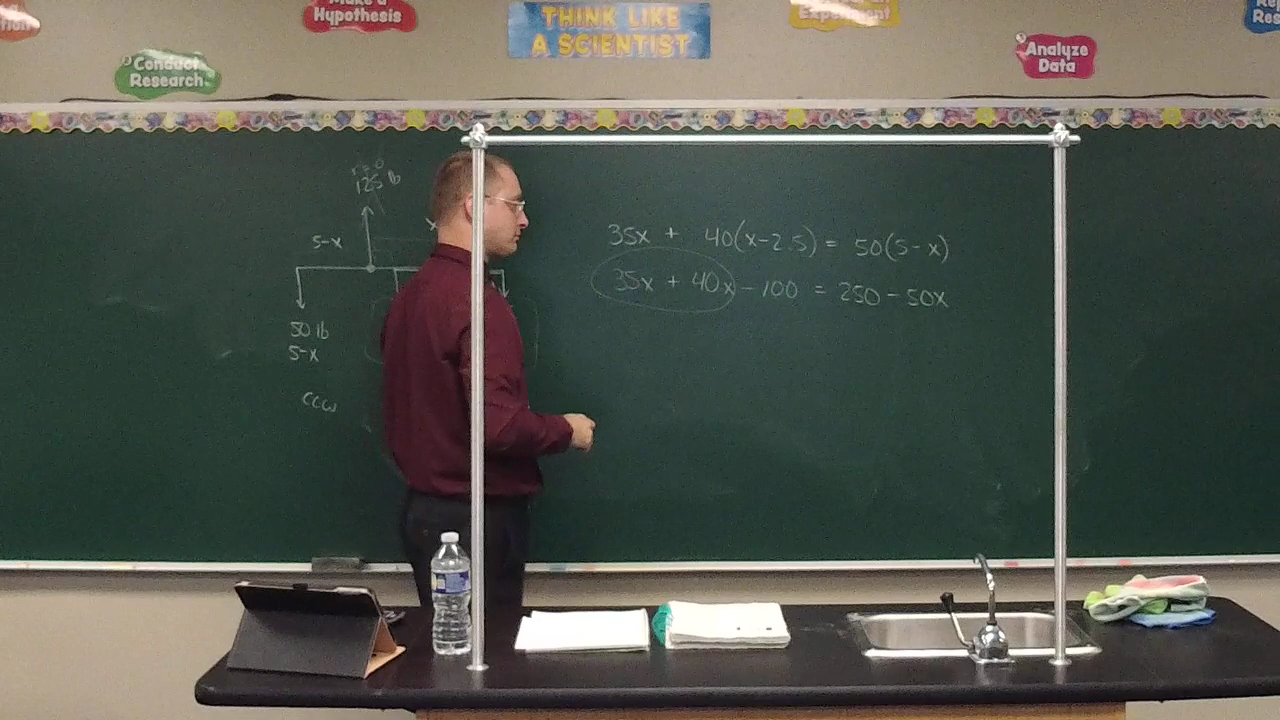 Make a
Hypothesis
THINK LIKE
A SCIENTIST
Experiment
Conduct
Research
Analyze
Data
125 lb
5-x
x
50 lb
5-x
CCW
35x + 40(x-2.5) = 50(5-x)
35x + 40x - 100 = 250 - 50x